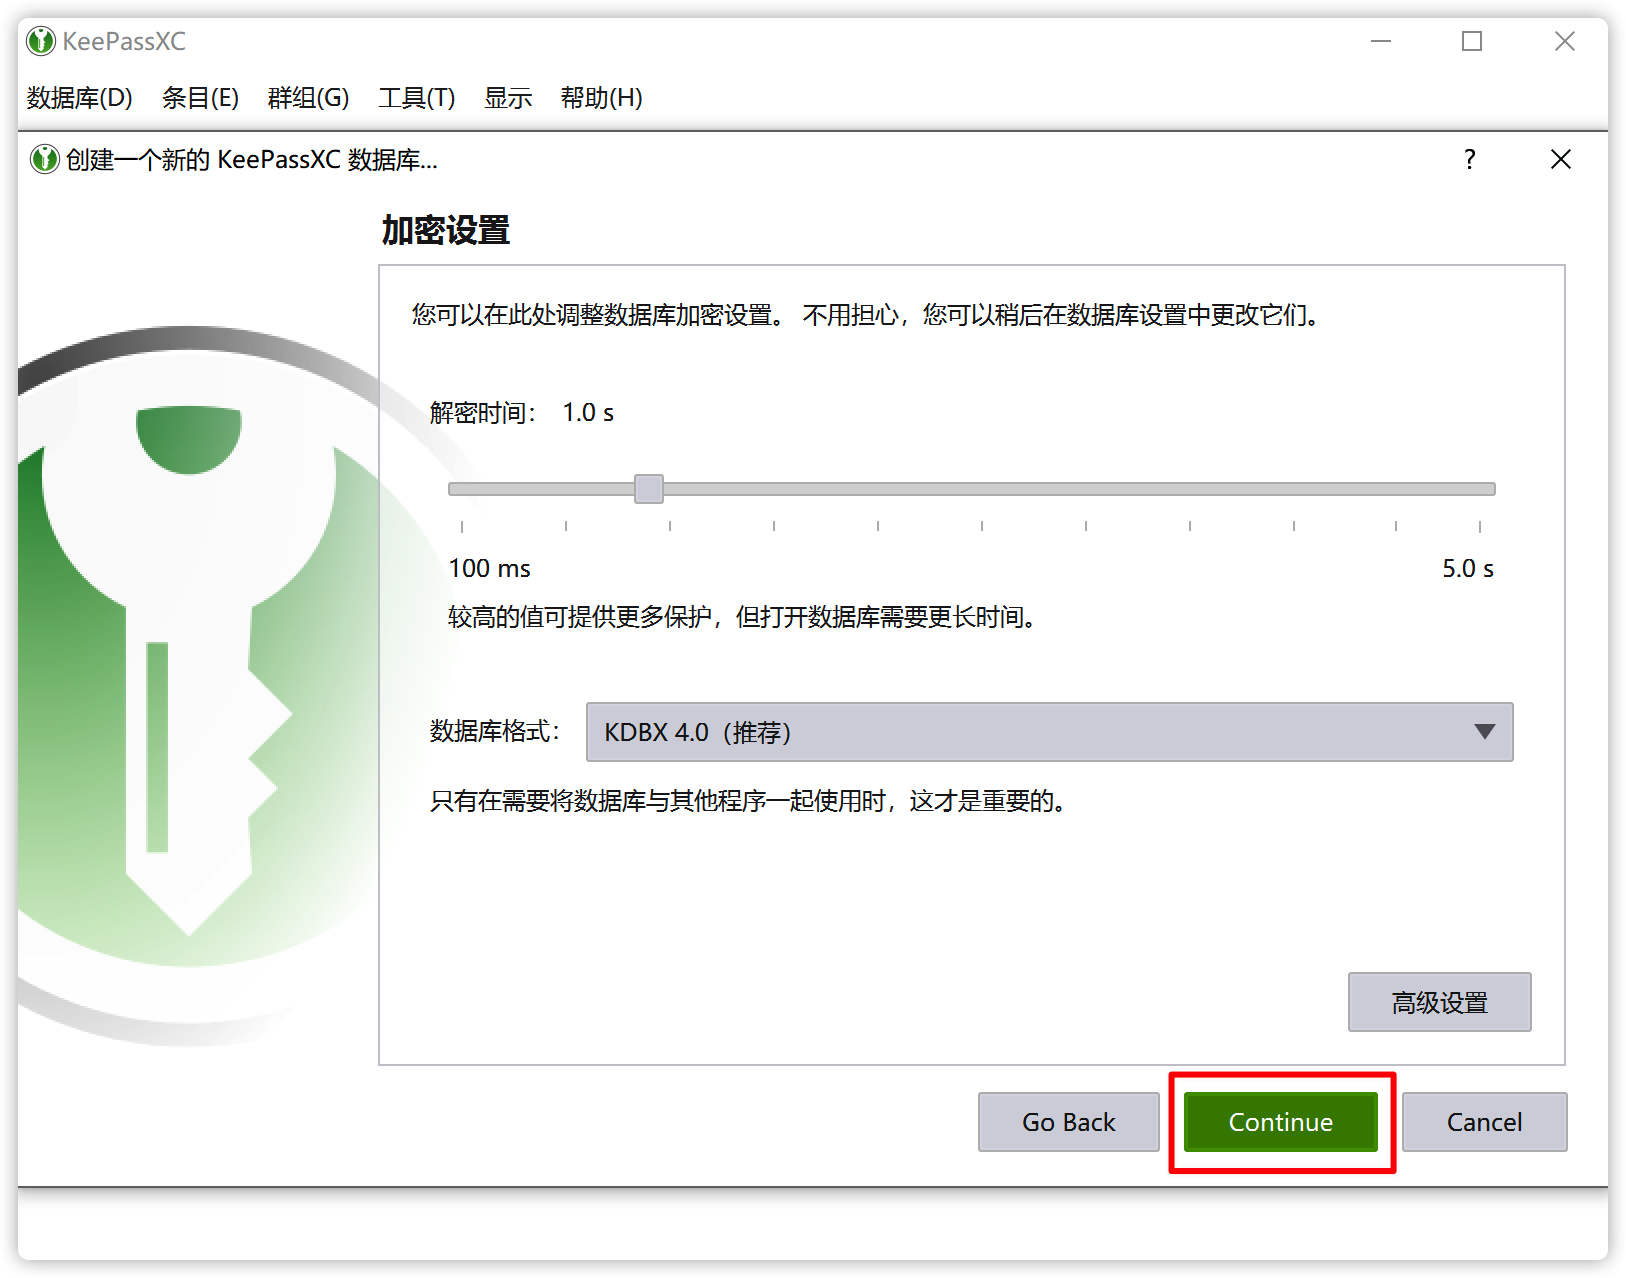 KeePassXC
数据库(D) 条目(E) 群组(G) 工具(T) 显示 帮助(H)
创建一个新的 KeePassXC 数据库... ?
加密设置
您可以在此处调整数据库加密设置。 不用担心，您可以稍后在数据库设置中更改它们。
解密时间： 1.0 s
100 ms 5.0 s
较高的值可提供更多保护，但打开数据库需要更长时间。
数据库格式： KDBX 4.0（推荐）
只有在需要将数据库与其他程序一起使用时，这才是重要的。
高级设置
Go Back Continue Cancel